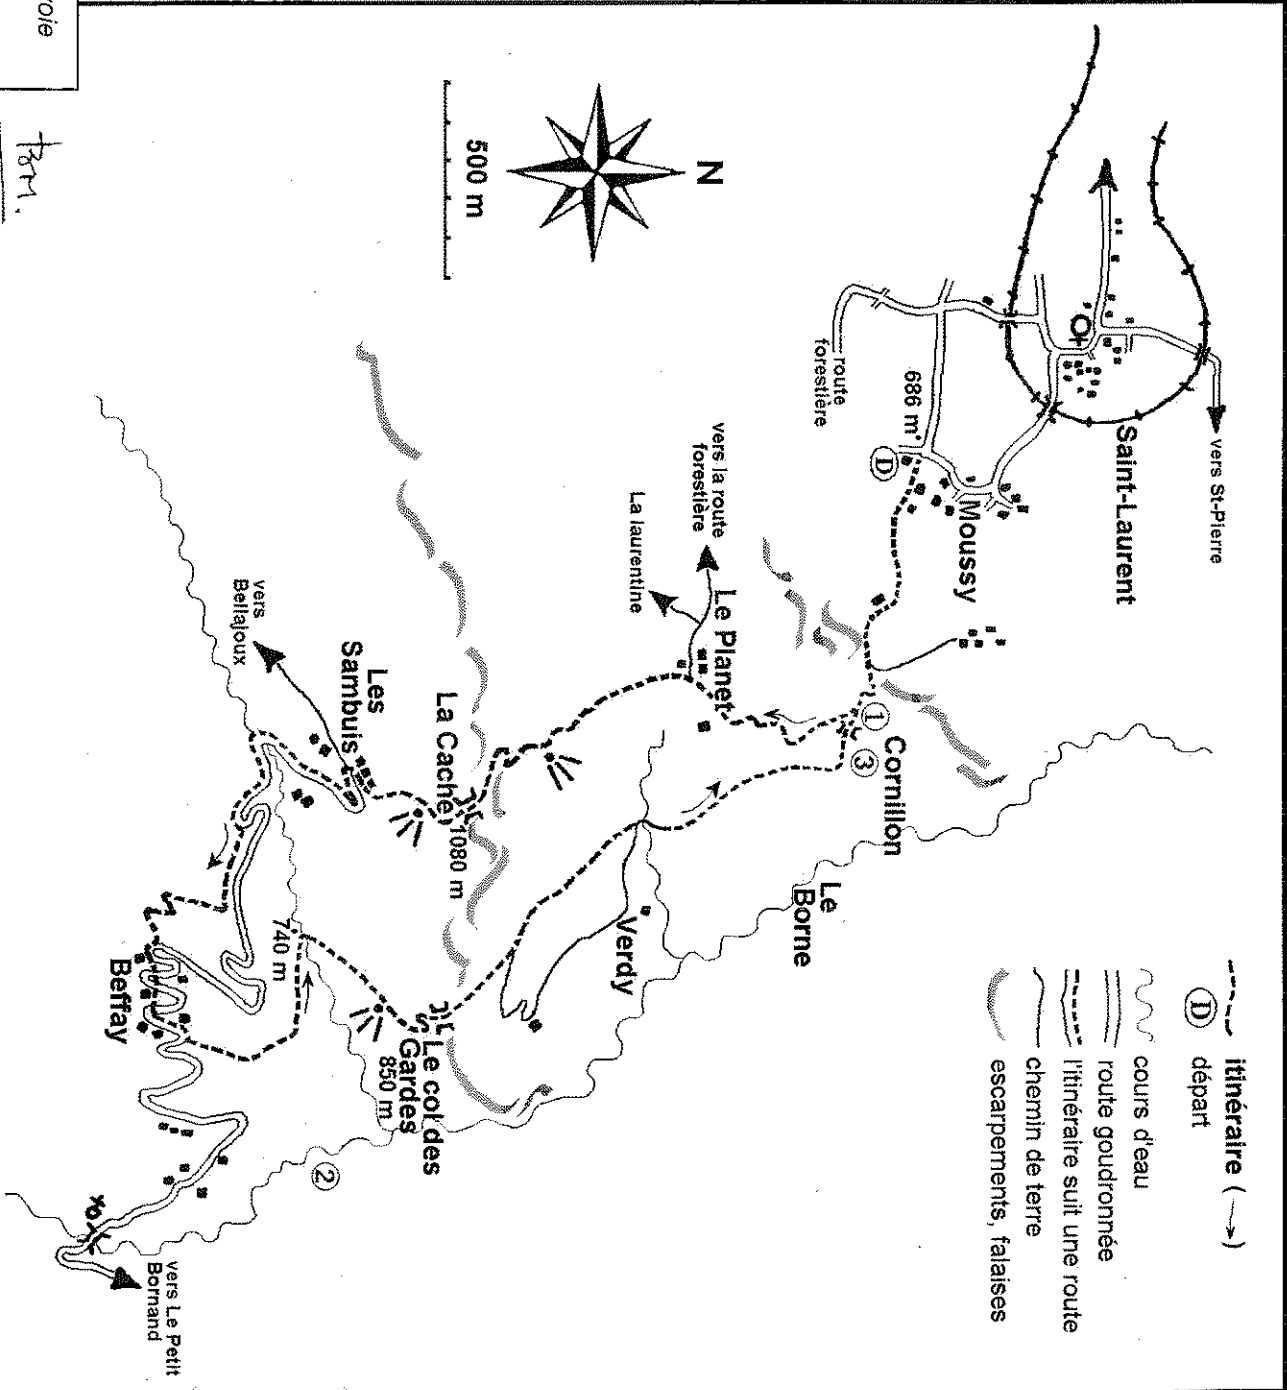 roie
Bon.
vers St-Pierre
Saint-Laurent
Moussy
686 m
D
route
forestière
N
500 m
vers la route
forestière
La laurentine
Le Planet
1
3
Cornillon
Le
Borne
Verdy
La Cache
1080 m
Les
Sambuis
vers
Bellajoux
740 m
Beffay
Le col des
Gardes
850 m
2
vers Le Petit
Bornand
itinéraire (→)
D départ
cours d'eau
route goudronnée
l'itinéraire suit une route
chemin de terre
escarpements, falaises